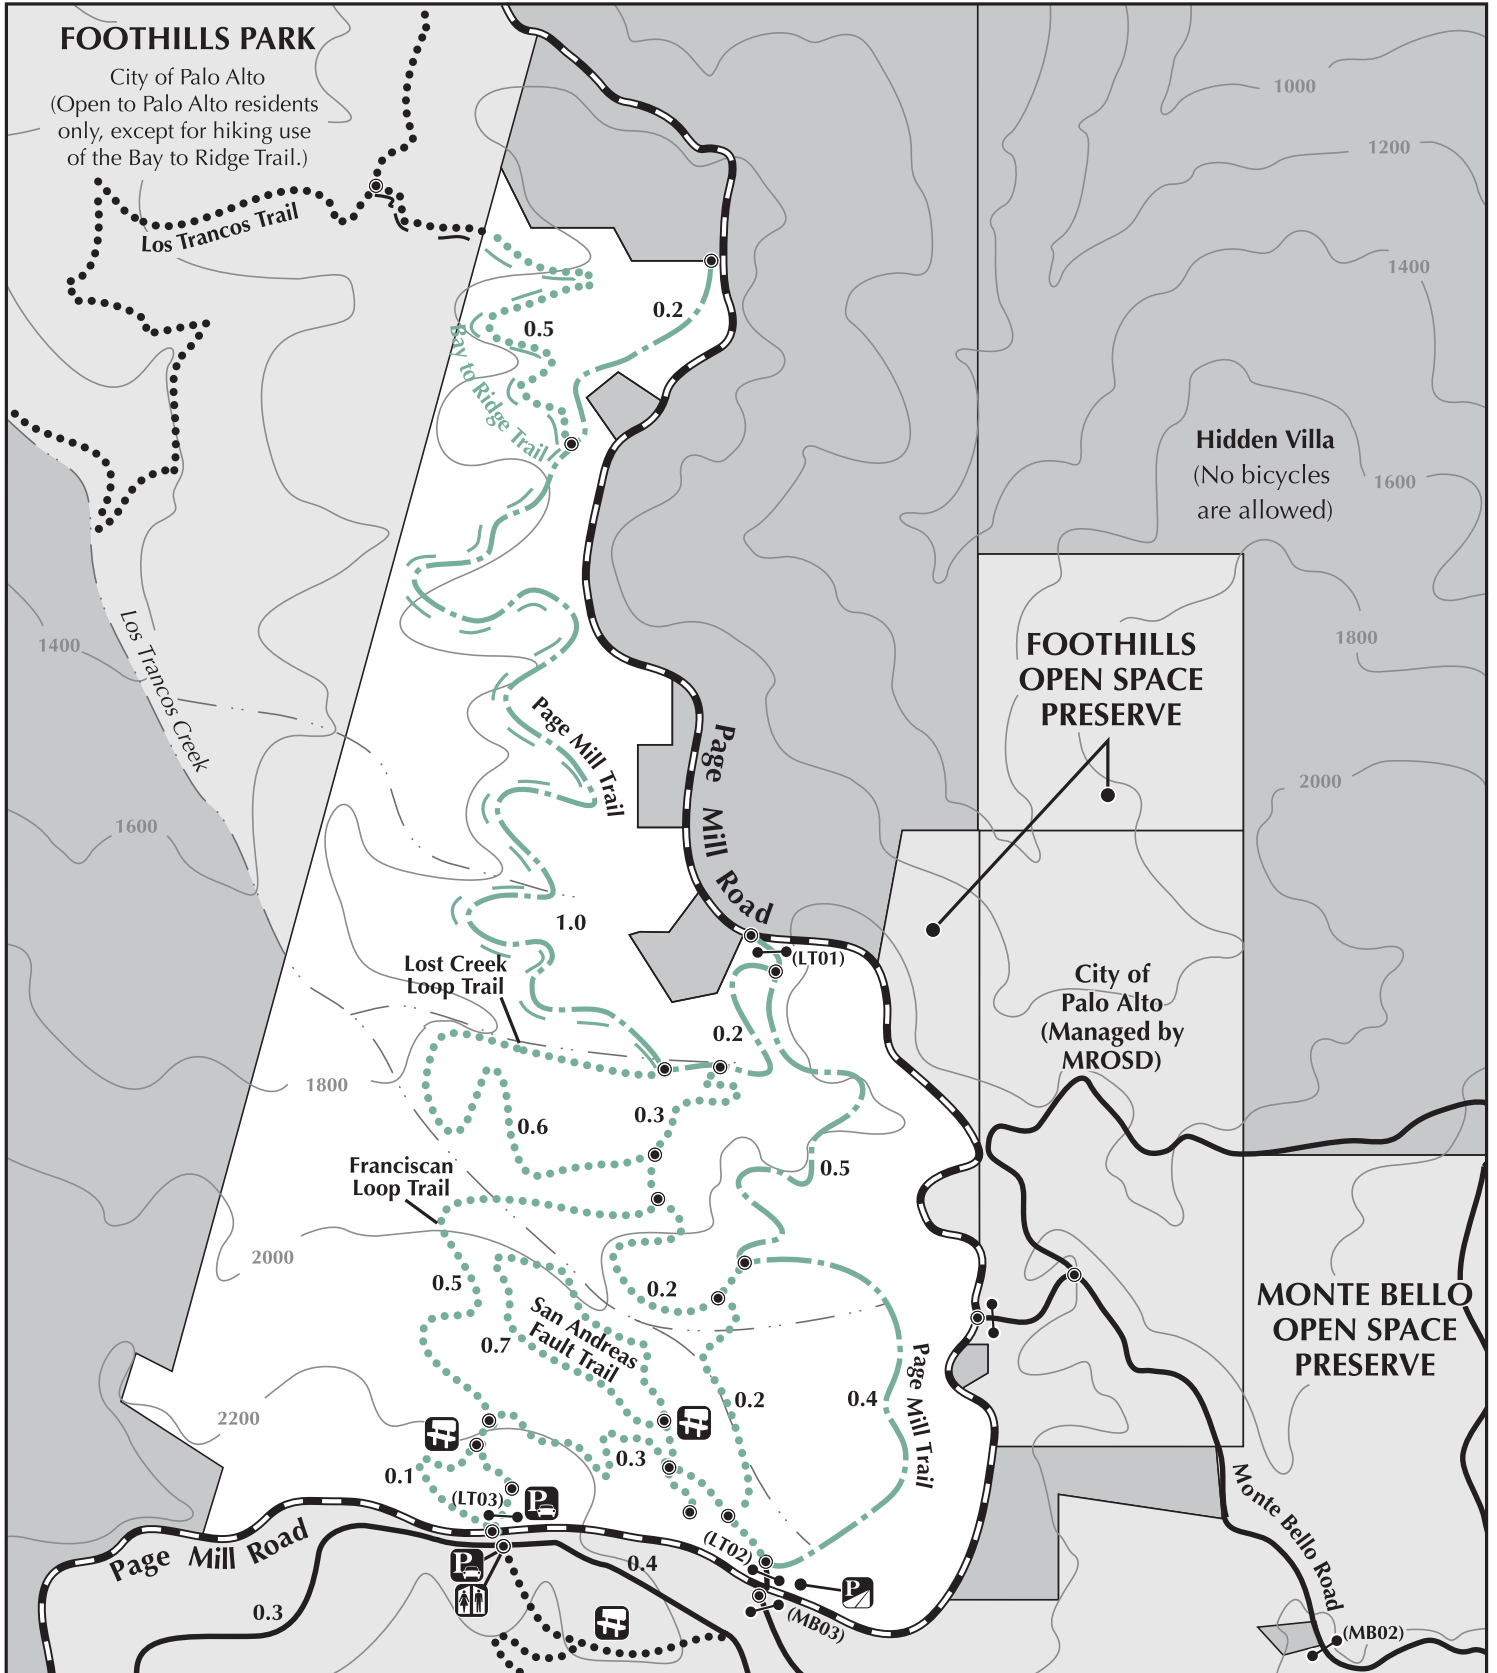 FOOTHILLS PARK
City of Palo Alto
(Open to Palo Alto residents
only, except for hiking use
of the Bay to Ridge Trail.)
Los Trancos Trail
1000
1200
1400
0.2
0.5
Bay to Ridge Trail
Hidden Villa
(No bicycles
are allowed)
1600
1400
Los Trancos Creek
FOOTHILLS
OPEN SPACE
PRESERVE
1800
Page Mill Trail
Page Mill Road
2000
1600
1.0
Lost Creek
Loop Trail
(LT01)
City of
Palo Alto
(Managed by
MROSD)
0.2
1800
0.3
0.6
Franciscan
Loop Trail
0.5
2000
0.5
0.2
San Andreas
Fault Trail
0.7
MONTE BELLO
OPEN SPACE
PRESERVE
Page Mill Trail
0.2
0.4
2200
0.3
0.1
(LT03)
P
Page Mill Road
(LT02)
P
0.4
P
0.3
(MB03)
Monte Bello Road
(MB02)